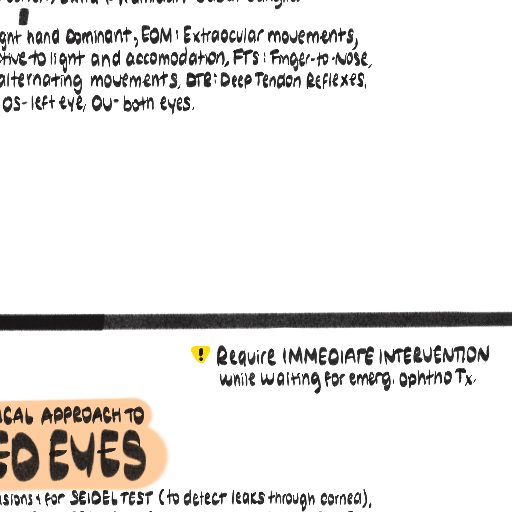 ght hand Dominant, EOM: Extraocular movements,
ctive to light and accomodation, FTS: Finger-to-Nose,
alternating movements, DTR: Deep Tendon Reflexes,
OS-left eye, OU- both eyes.
! Require IMMEDIATE INTERVENTION
while waiting for emerg. ophtho Tx.
ICAL APPROACH TO
ED EYES
usions & for SEIDEL TEST (to detect leaks through cornea),